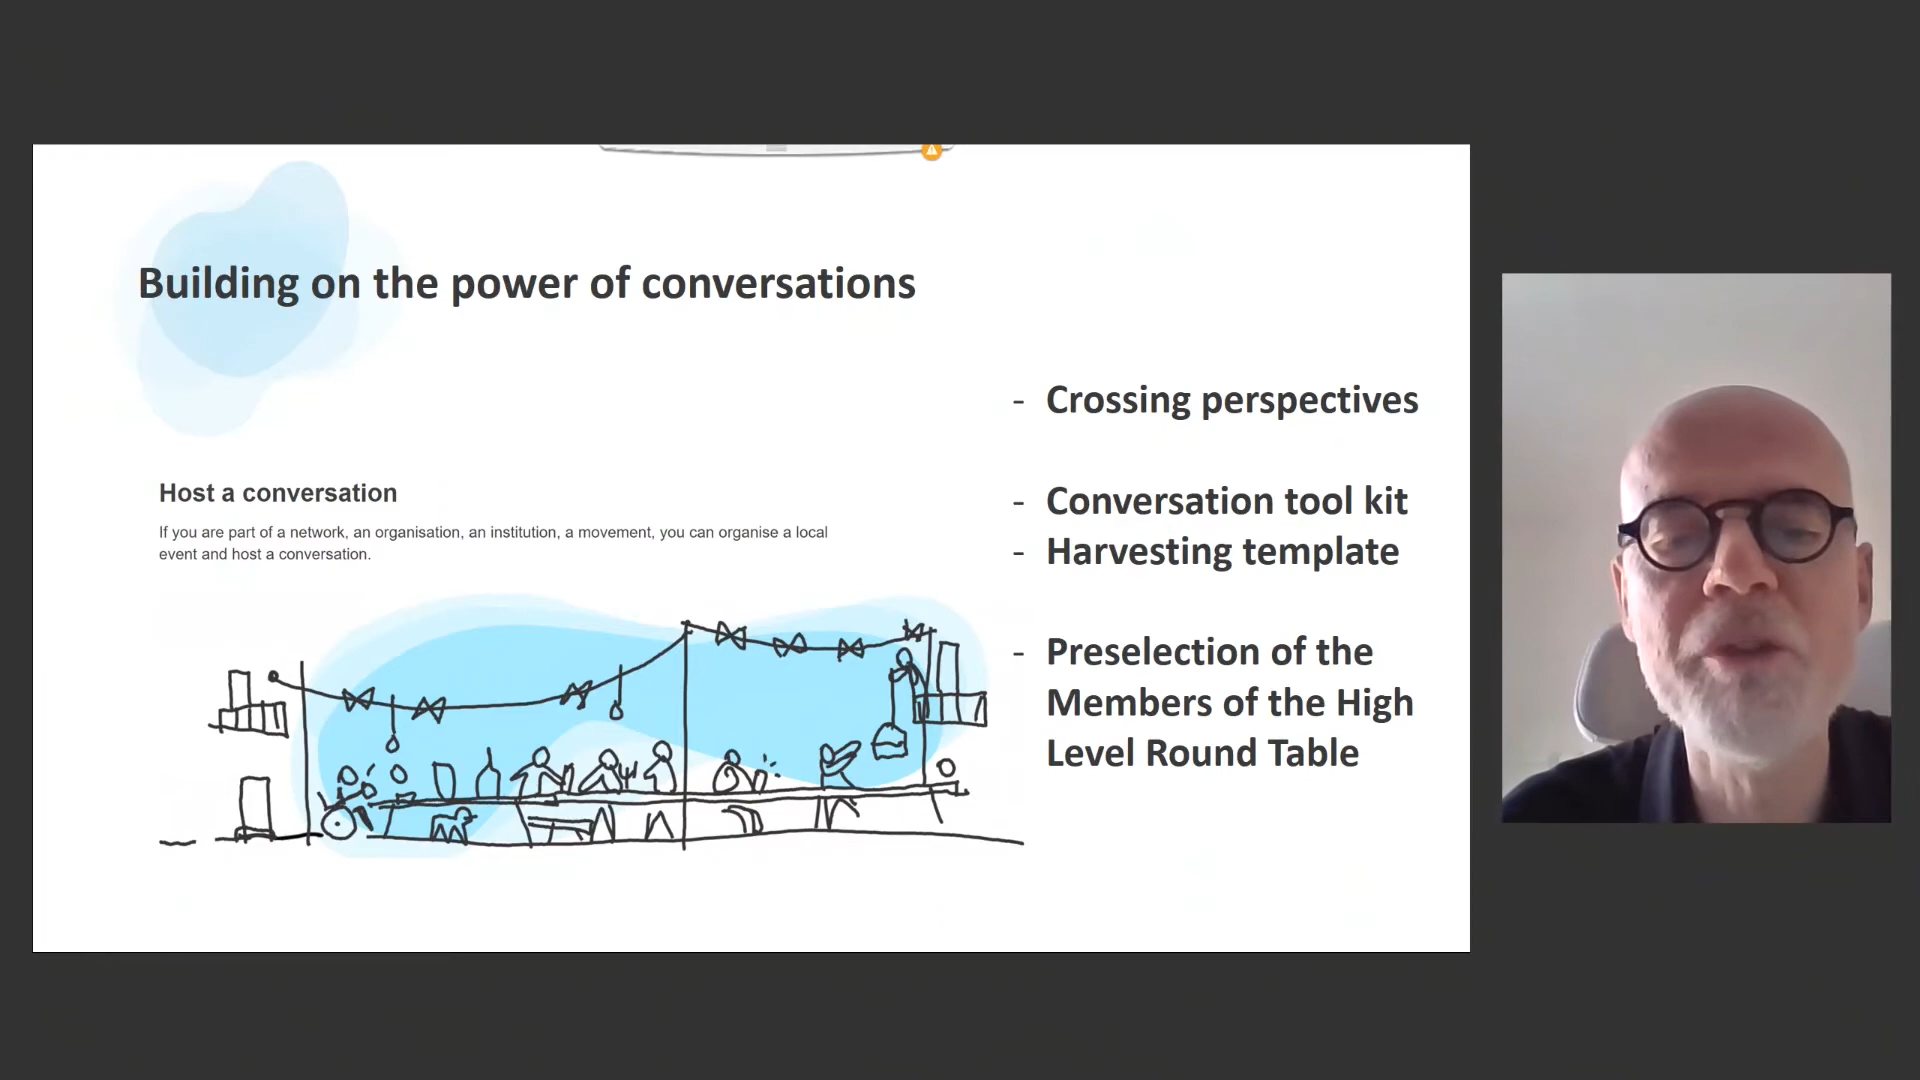 Building on the power of conversations
Host a conversation
If you are part of a network, an organisation, an institution, a movement, you can organise a local
event and host a conversation.
- Crossing perspectives
- Conversation tool kit
- Harvesting template
- Preselection of the
Members of the High
Level Round Table